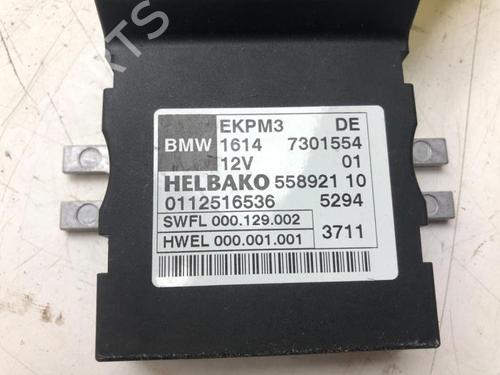 EKPM3 DE
BMW 1614 7301554
12V 01
HELBAKO 558921 10
0112516536 5294
SWFL 000.129.002
HWEL 000.001.001 3711
PARTS